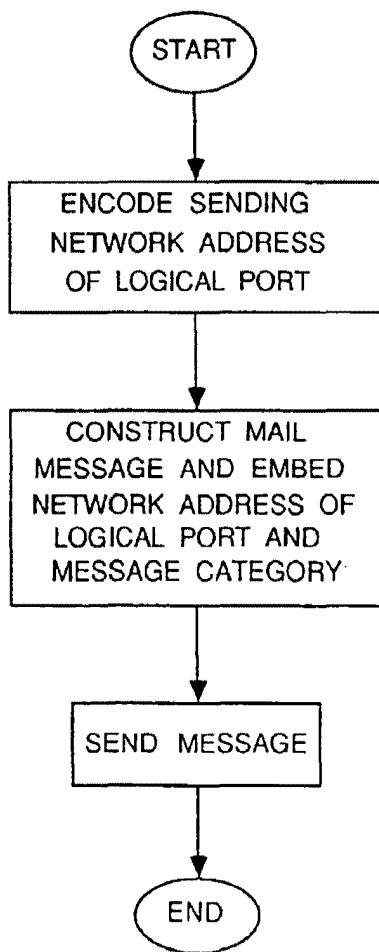 START
ENCODE SENDING
NETWORK ADDRESS
OF LOGICAL PORT
CONSTRUCT MAIL
MESSAGE AND EMBED
NETWORK ADDRESS OF
LOGICAL PORT AND
MESSAGE CATEGORY
SEND MESSAGE
END